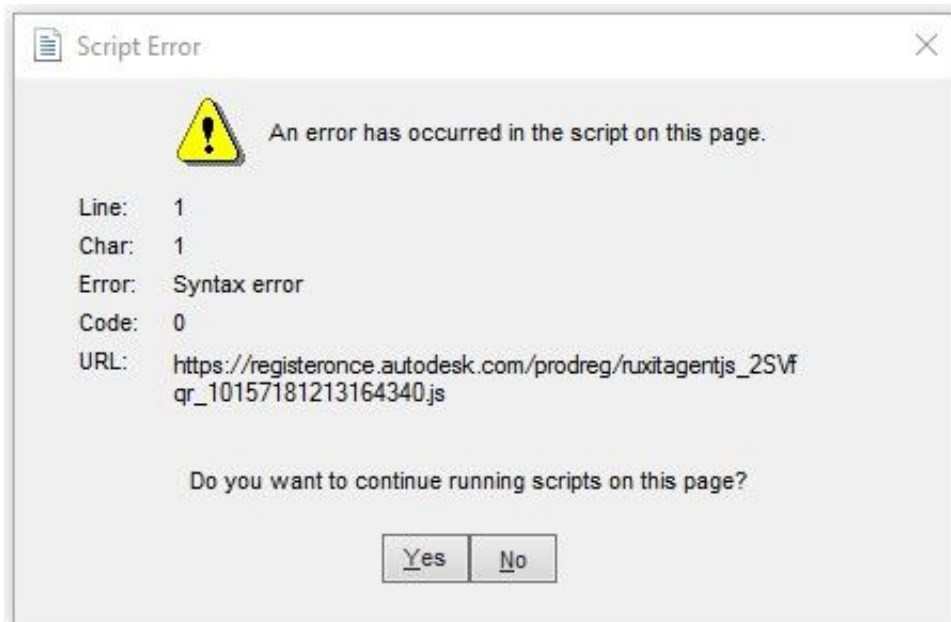 Script Error
An error has occurred in the script on this page.
Line: 1
Char: 1
Error: Syntax error
Code: 0
URL: https://registeronce.autodesk.com/prodreg/ruxitagentjs_2SVf
qr_10157181213164340.js
Do you want to continue running scripts on this page?
Yes No